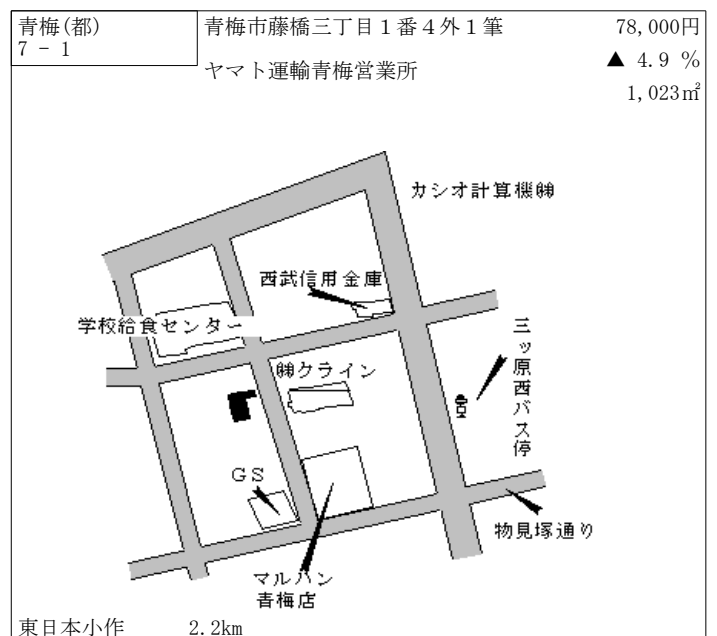 青梅(都)
7 - 1
青梅市藤橋三丁目1番4外1筆
78,000円
ヤマト運輸青梅営業所
▲ 4.9 %
1,023㎡
カシオ計算機㈱
西武信用金庫
学校給食センター
三ッ原西バス停
㈱クライン
GS
物見塚通り
マルハン
青梅店
東日本小作 2.2km